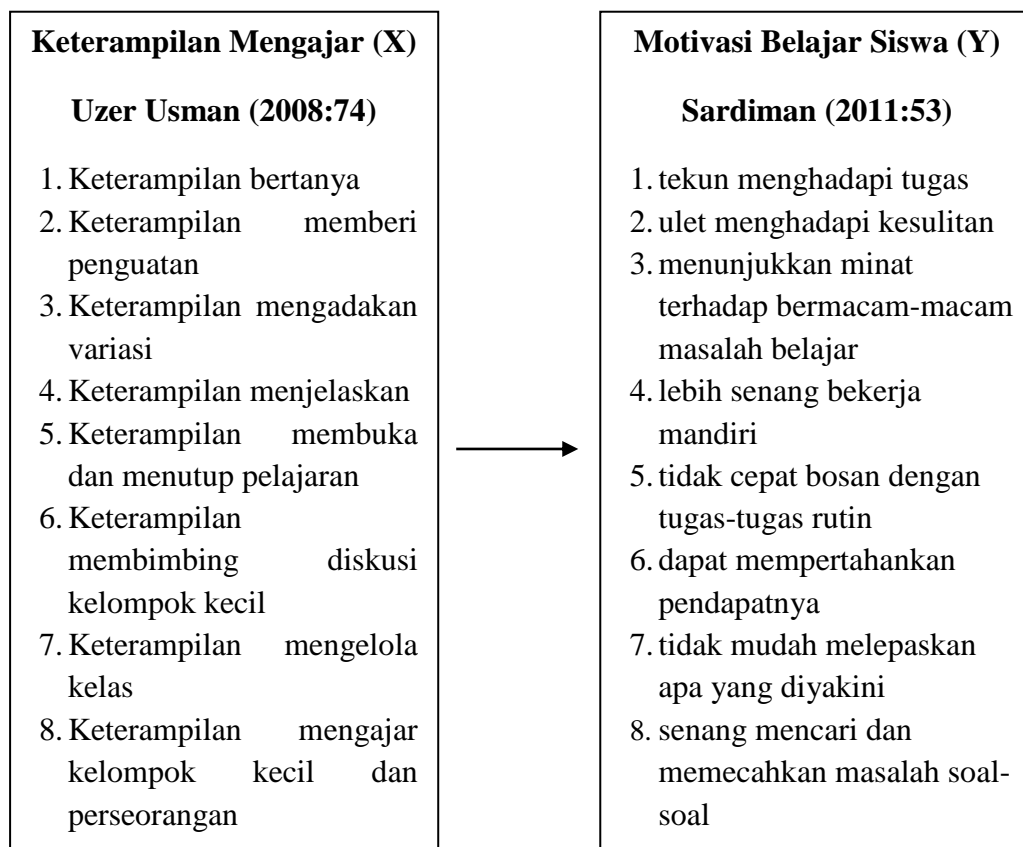 Keterampilan Mengajar (X)
Uzer Usman (2008:74)
1. Keterampilan bertanya
2. Keterampilan memberi
penguatan
3. Keterampilan mengadakan
variasi
4. Keterampilan menjelaskan
5. Keterampilan membuka
dan menutup pelajaran
6. Keterampilan
membimbing diskusi
kelompok kecil
7. Keterampilan mengelola
kelas
8. Keterampilan mengajar
kelompok kecil dan
perseorangan
Motivasi Belajar Siswa (Y)
Sardiman (2011:53)
1. tekun menghadapi tugas
2. ulet menghadapi kesulitan
3. menunjukkan minat
terhadap bermacam-macam
masalah belajar
4. lebih senang bekerja
mandiri
5. tidak cepat bosan dengan
tugas-tugas rutin
6. dapat mempertahankan
pendapatnya
7. tidak mudah melepaskan
apa yang diyakini
8. senang mencari dan
memecahkan masalah soal-
soal